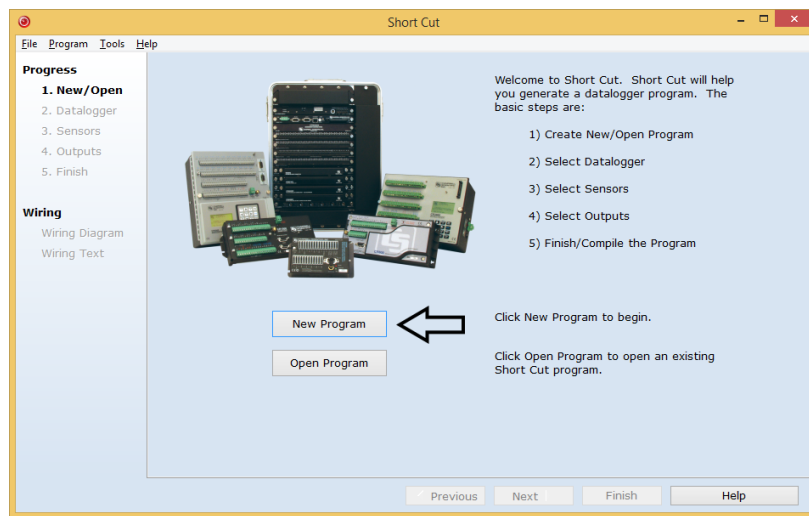 Short Cut
File Program Tools Help
Progress
1. New/Open
2. Datalogger
3. Sensors
4. Outputs
5. Finish
Wiring
Wiring Diagram
Wiring Text
Welcome to Short Cut. Short Cut will help
you generate a datalogger program. The
basic steps are:
1) Create New/Open Program
2) Select Datalogger
3) Select Sensors
4) Select Outputs
5) Finish/Compile the Program
New Program
Click New Program to begin.
Open Program
Click Open Program to open an existing
Short Cut program.
Previous
Next
Finish
Help